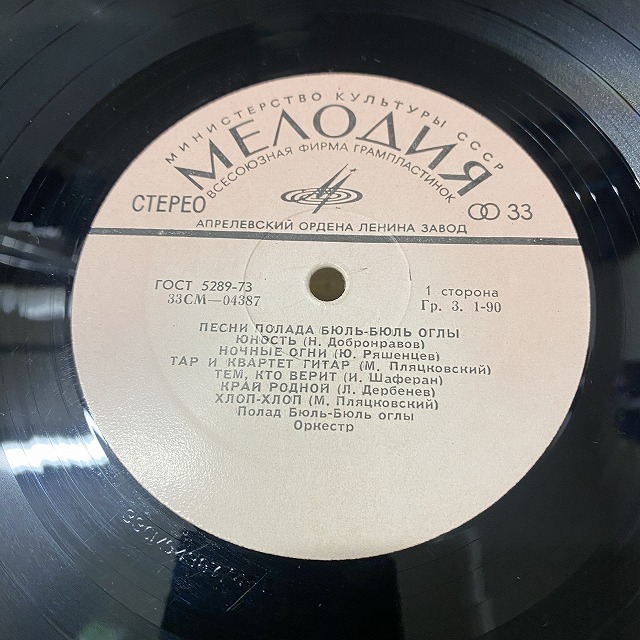 МИНИСТЕРСТВО КУЛЬТУРЫ СССР
МЕЛОДИЯ
ВСЕСОЮЗНАЯ ФИРМА ГРАМПЛАСТИНОК
СТЕРЕО
33
АПРЕЛЕВСКИЙ ОРДЕНА ЛЕНИНА ЗАВОД
ГОСТ 5289-73
33СМ—04387
1 сторона
Гр. 3. 1-90
ПЕСНИ ПОЛАДА БЮЛЬ-БЮЛЬ ОГЛЫ
ЮНОСТЬ (Н. Добронравов)
НОЧНЫЕ ОГНИ (Ю. Ряшенцев)
ТАР И КВАРТЕТ ГИТАР (М. Пляцковский)
ТЕМ, КТО ВЕРИТ (И. Шаферан)
КРАЙ РОДНОЙ (Л. Дербенев)
ХЛОП-ХЛОП (М. Пляцковский)
Полад Бюль-Бюль оглы
Оркестр